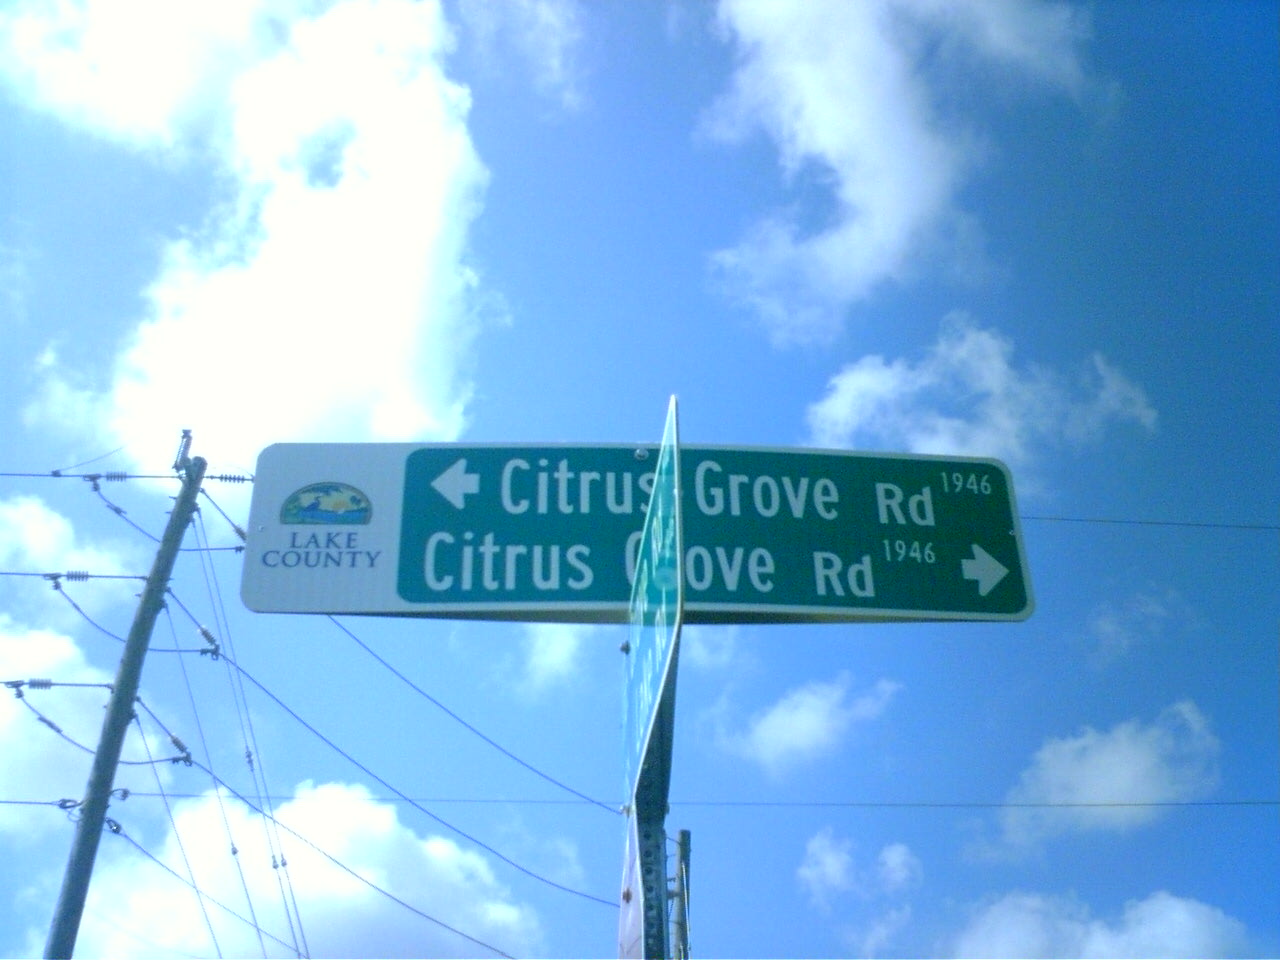 LAKE
COUNTY
Citrus Grove Rd 1946
Citrus Grove Rd 1946